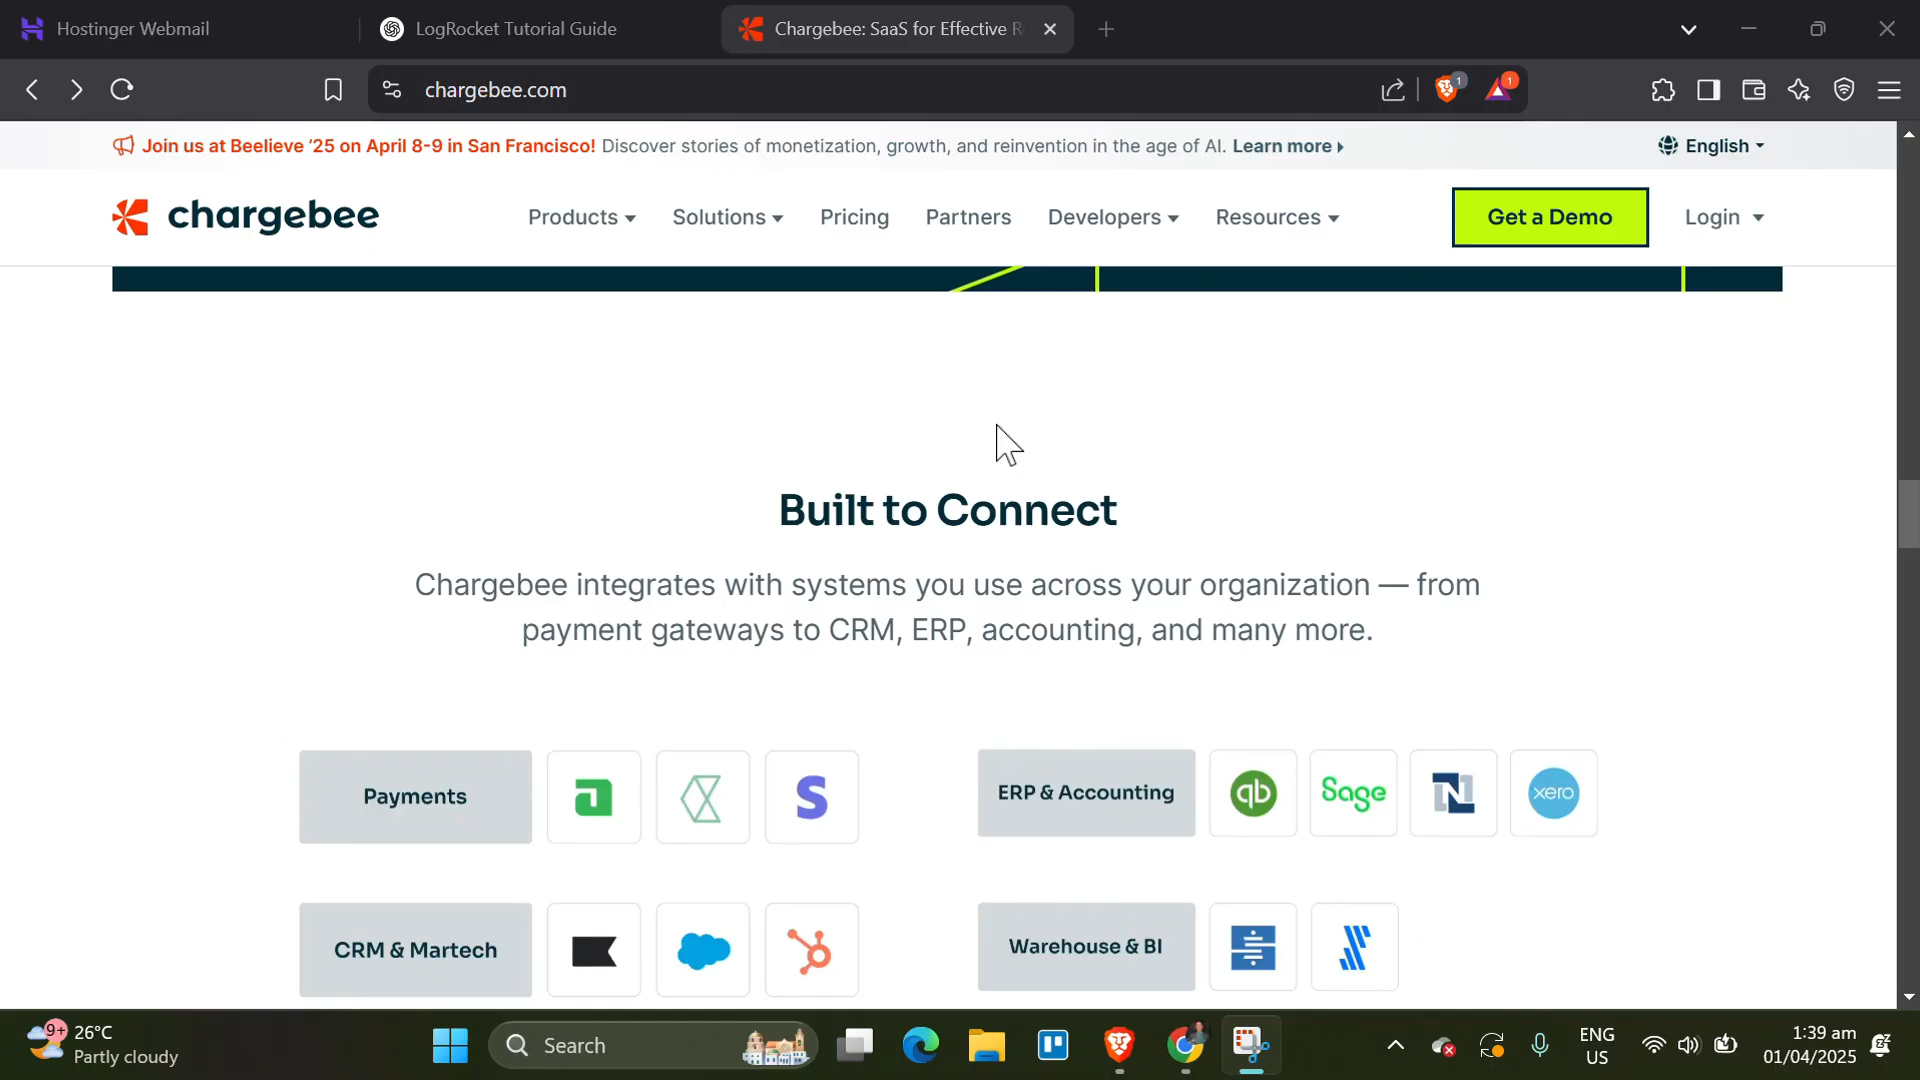 Hostinger Webmail
LogRocket Tutorial Guide
Chargebee: SaaS for Effective R
chargebee.com
1
1
Join us at Beelieve '25 on April 8-9 in San Francisco! Discover stories of monetization, growth, and reinvention in the age of AI. Learn more
English
chargebee
Products
Solutions
Pricing
Partners
Developers
Resources
Get a Demo
Login
Built to Connect
Chargebee integrates with systems you use across your organization — from
payment gateways to CRM, ERP, accounting, and many more.
Payments
ERP & Accounting
qb
Sage
N
xero
CRM & Martech
Warehouse & BI
9+
26°C
Partly cloudy
Search
ENG
US
1:39 am
01/04/2025